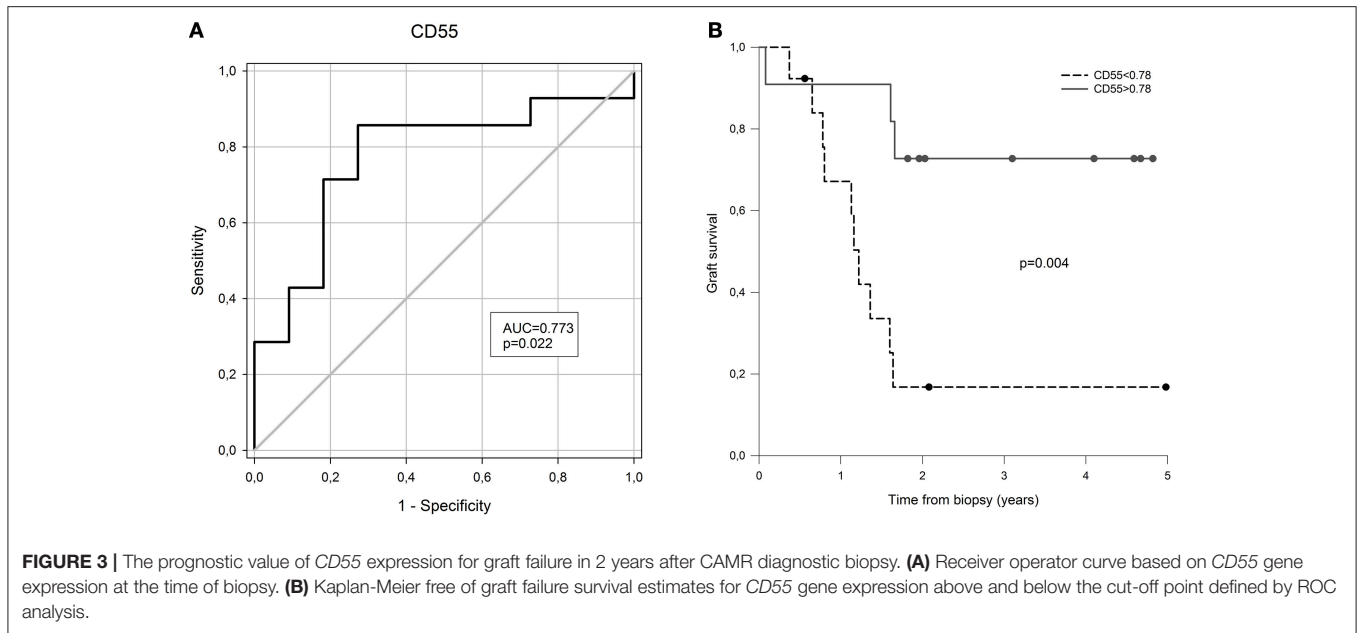 A
CD55
1,0
0,8
0,6
0,4
0,2
0,0
Sensitivity
AUC=0.773
p=0.022
0,0 0,2 0,4 0,6 0,8 1,0
1 - Specificity
B
1,0
0,8
0,6
0,4
0,2
0,0
Graft survival
CD55<0.78
CD55>0.78
p=0.004
0 1 2 3 4 5
Time from biopsy (years)
FIGURE 3 | The prognostic value of CD55 expression for graft failure in 2 years after CAMR diagnostic biopsy. (A) Receiver operator curve based on CD55 gene
expression at the time of biopsy. (B) Kaplan-Meier free of graft failure survival estimates for CD55 gene expression above and below the cut-off point defined by ROC
analysis.